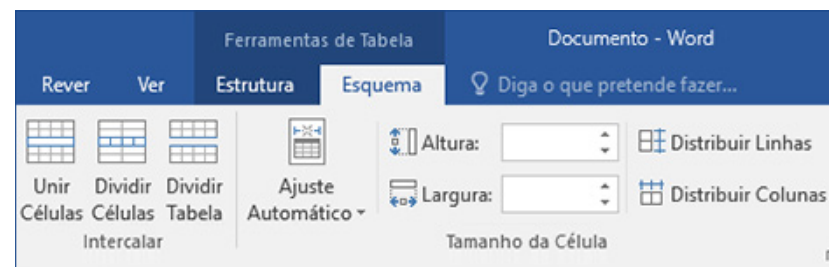 Ferramentas de Tabela
Documento - Word
Rever Ver Estrutura Esquema Diga o que pretende fazer...
Unir Células
Dividir Células
Dividir Tabela
Ajuste Automático
Altura:
Largura:
Distribuir Linhas
Distribuir Colunas
Intercalar
Tamanho da Célula